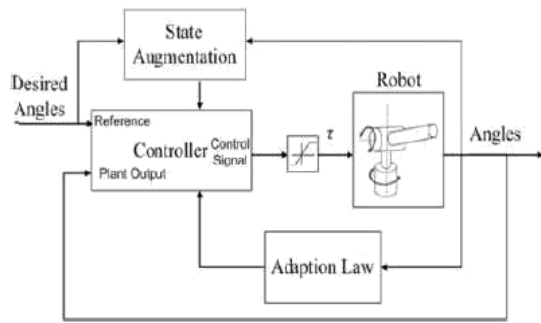 State
Augmentation
Desired
Angles
Robot
Reference
Controller
Control
Signal
Plant Output
τ
Angles
Adaption Law